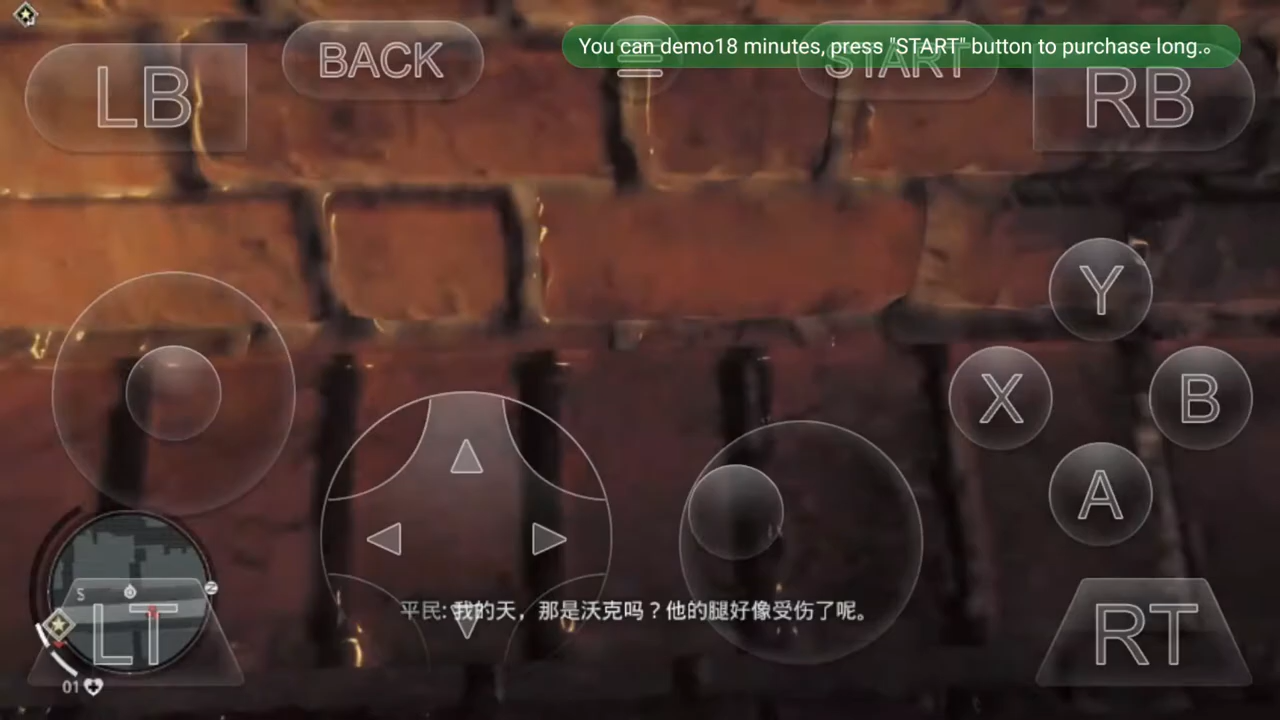 You can demo18 minutes, press "START" button to purchase long.。
BACK
START
LB
RB
Y
X
B
A
S
N
LT
RT
平民: 我的天，那是沃克吗？他的腿好像受伤了呢。
01